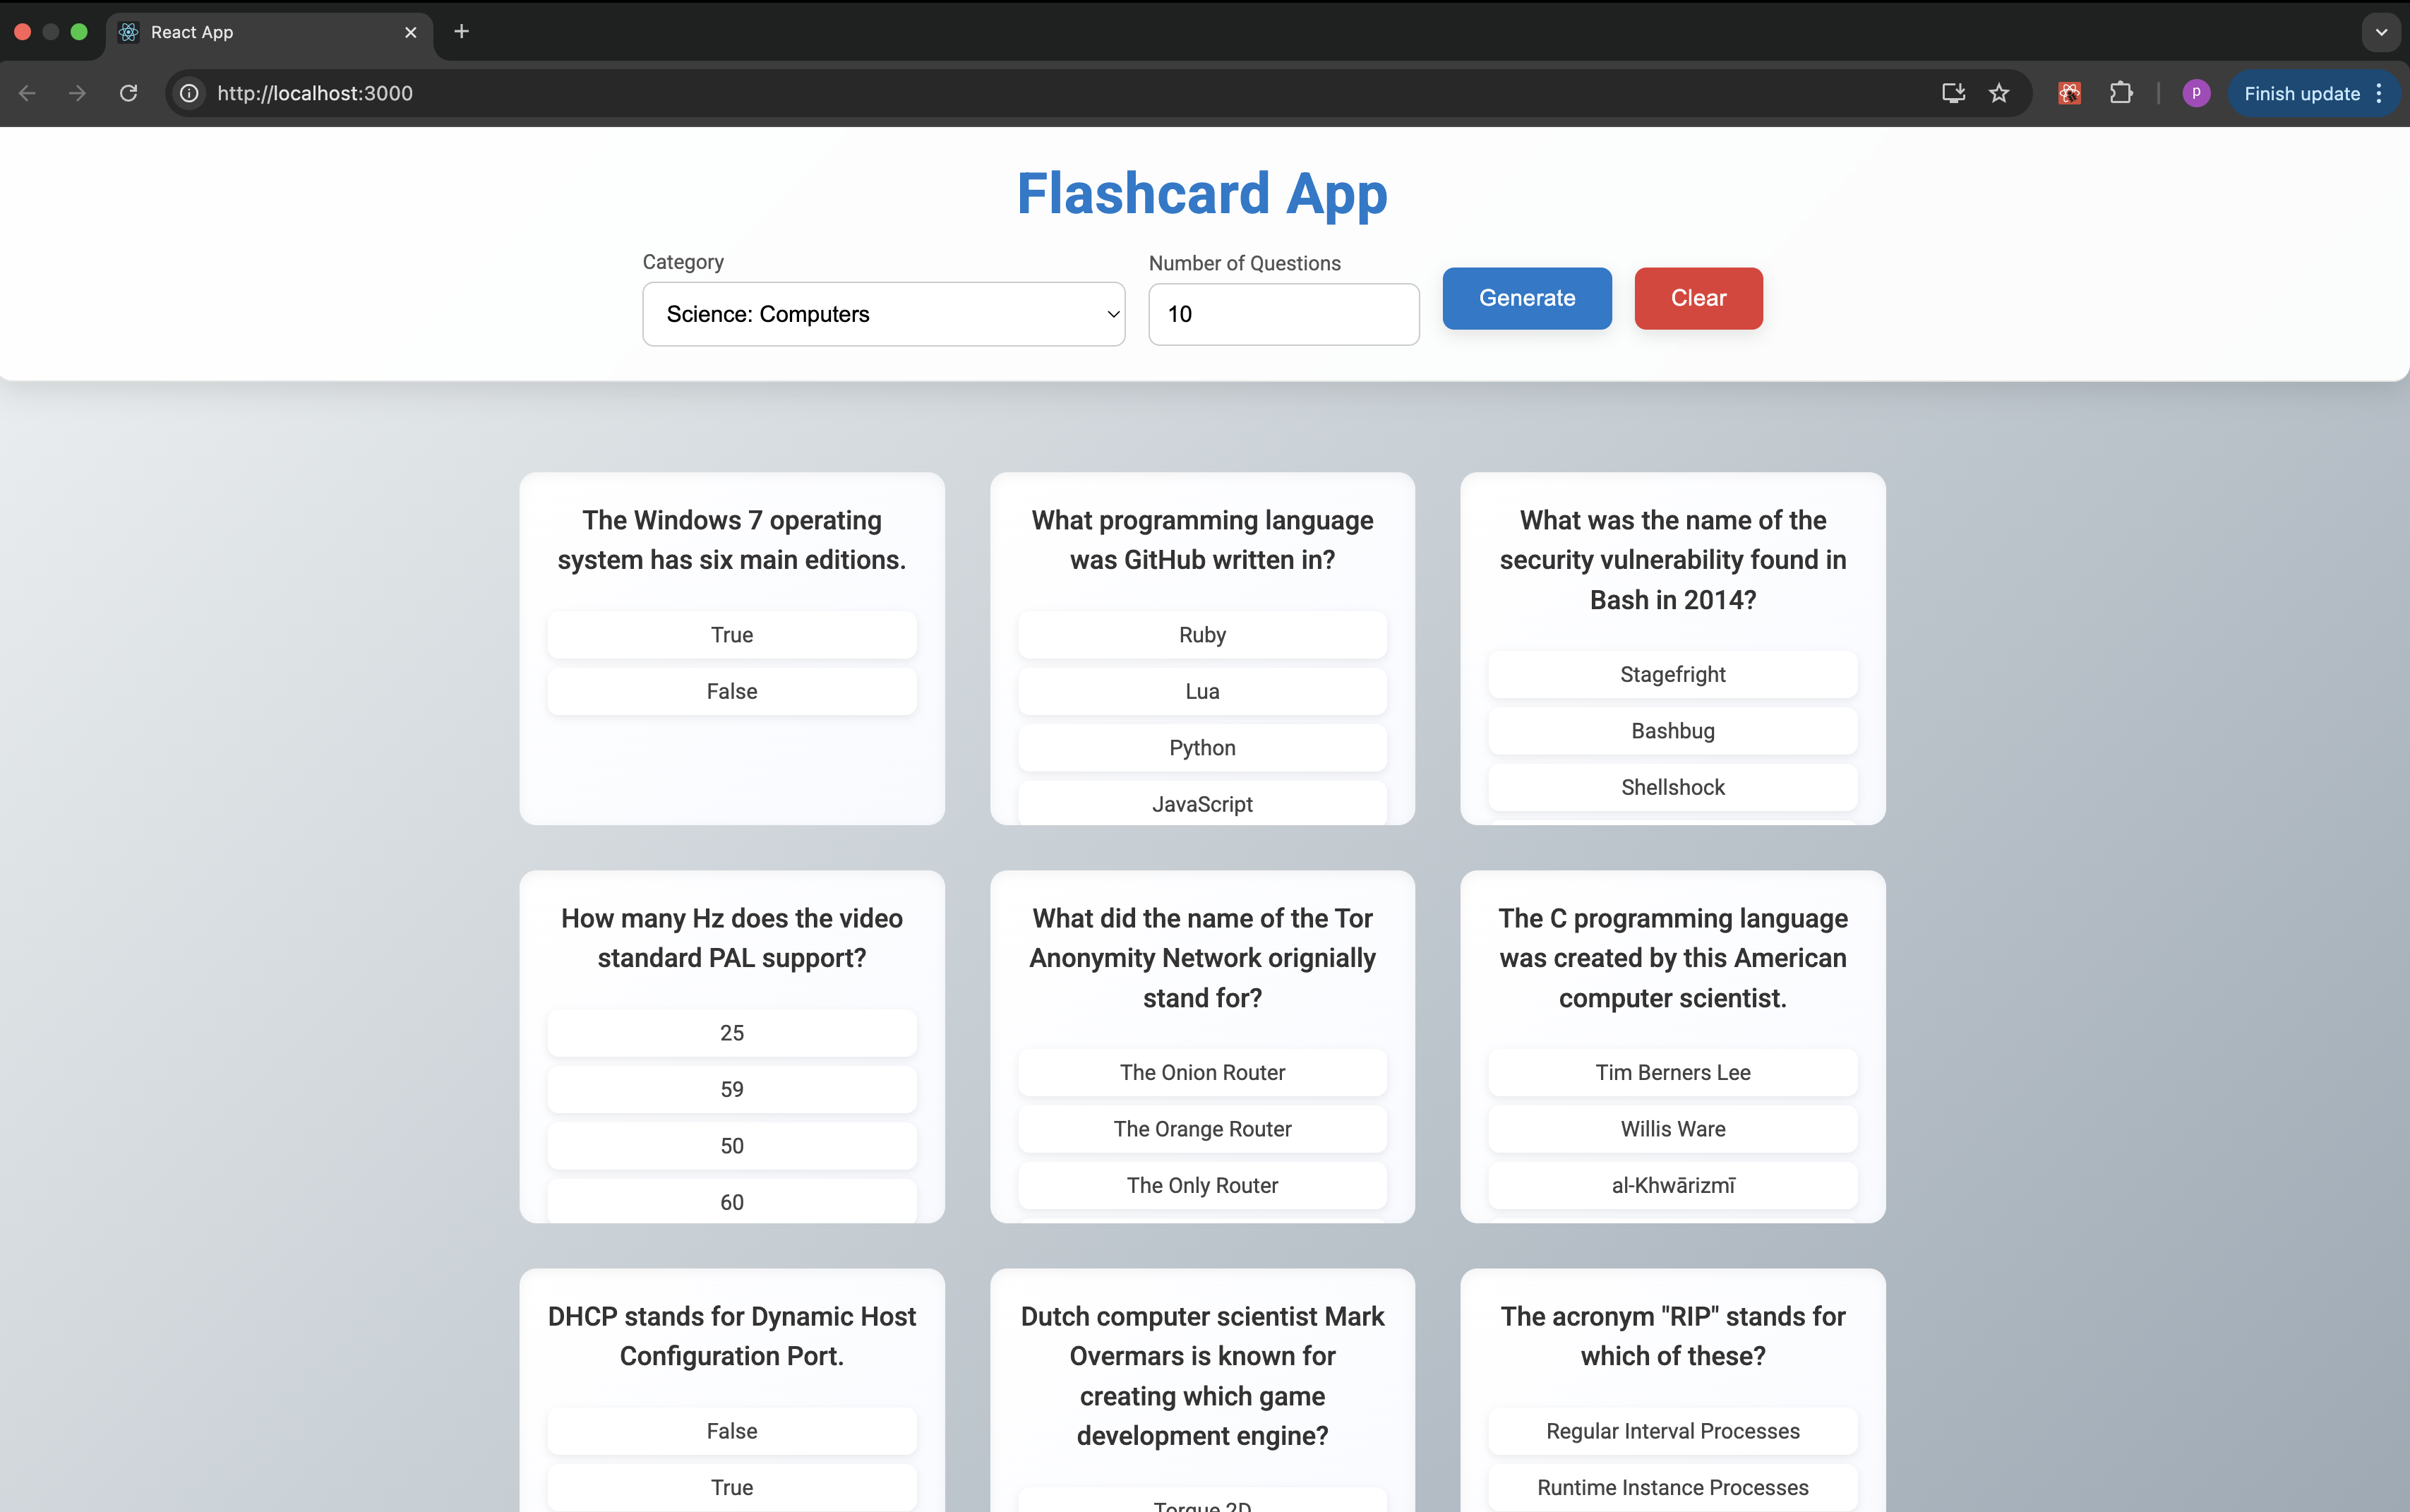 React App
http://localhost:3000
P
Finish update
Flashcard App
Category
Number of Questions
Science: Computers
10
Generate
Clear
The Windows 7 operating
system has six main editions.
True
False
What programming language
was GitHub written in?
Ruby
Lua
Python
JavaScript
What was the name of the
security vulnerability found in
Bash in 2014?
Stagefright
Bashbug
Shellshock
How many Hz does the video
standard PAL support?
25
59
50
60
What did the name of the Tor
Anonymity Network orignially
stand for?
The Onion Router
The Orange Router
The Only Router
The C programming language
was created by this American
computer scientist.
Tim Berners Lee
Willis Ware
al-Khwārizmī
DHCP stands for Dynamic Host
Configuration Port.
False
True
Dutch computer scientist Mark
Overmars is known for
creating which game
development engine?
Torque 2D
The acronym "RIP" stands for
which of these?
Regular Interval Processes
Runtime Instance Processes